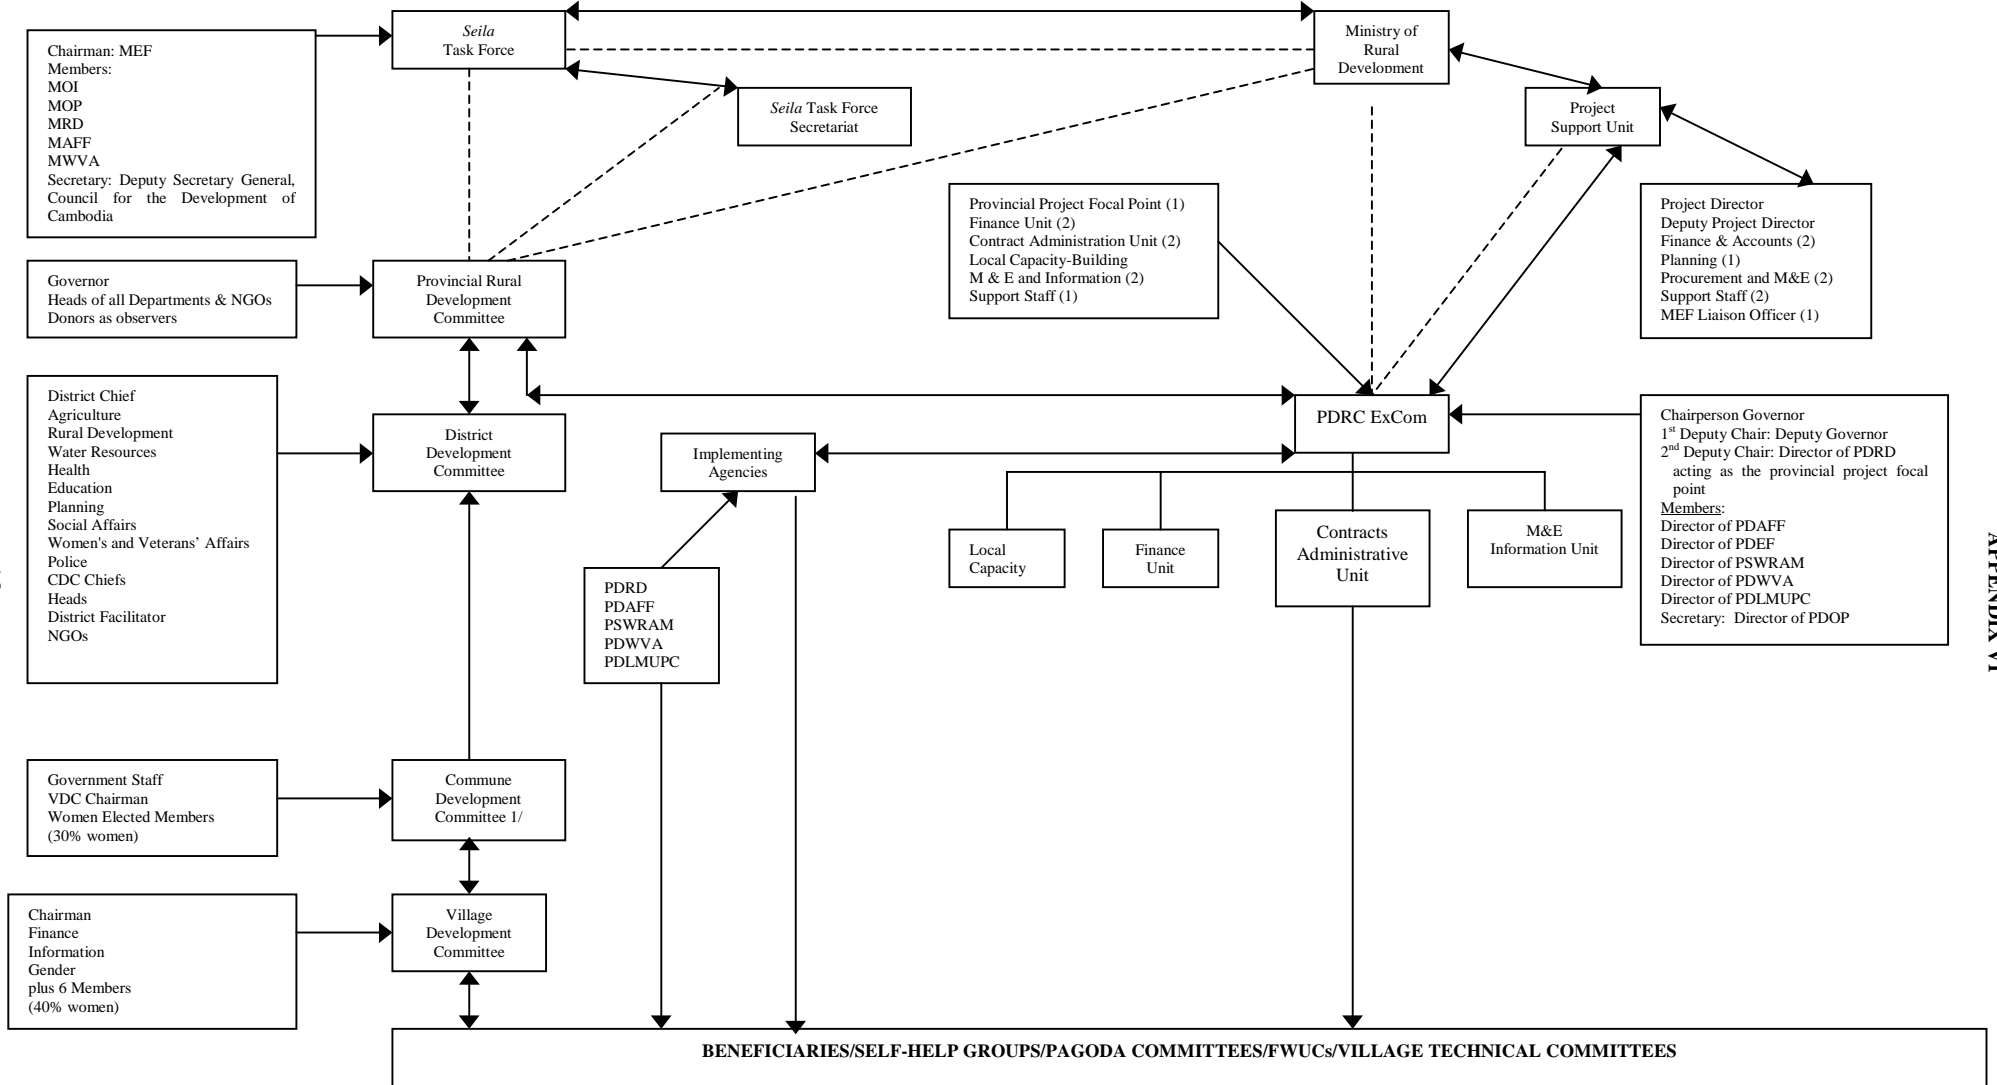 Seila
Task Force
Ministry of
Rural
Development
Chairman: MEF
Members:
MOI
MOP
MRD
MAFF
MWVA
Secretary: Deputy Secretary General,
Council for the Development of
Cambodia
Seila Task Force
Secretariat
Project
Support Unit
Provincial Project Focal Point (1)
Finance Unit (2)
Contract Administration Unit (2)
Local Capacity-Building
M & E and Information (2)
Support Staff (1)
Project Director
Deputy Project Director
Finance & Accounts (2)
Planning (1)
Procurement and M&E (2)
Support Staff (2)
MEF Liaison Officer (1)
Governor
Heads of all Departments & NGOs
Donors as observers
Provincial Rural
Development
Committee
District Chief
Agriculture
Rural Development
Water Resources
Health
Education
Planning
Social Affairs
Women's and Veterans’ Affairs
Police
CDC Chiefs
Heads
District Facilitator
NGOs
District
Development
Committee
Implementing
Agencies
PDRC ExCom
Chairperson Governor
1st Deputy Chair: Deputy Governor
2nd Deputy Chair: Director of PDRD
acting as the provincial project focal
point
Members:
Director of PDAFF
Director of PDEF
Director of PSWRAM
Director of PDWVA
Director of PDLMUPC
Secretary: Director of PDOP
Local
Capacity
Finance
Unit
Contracts
Administrative
Unit
M&E
Information Unit
PDRD
PDAFF
PSWRAM
PDWVA
PDLMUPC
APPENDIX VI
Government Staff
VDC Chairman
Women Elected Members
(30% women)
Commune
Development
Committee 1/
Chairman
Finance
Information
Gender
plus 6 Members
(40% women)
Village
Development
Committee
BENEFICIARIES/SELF-HELP GROUPS/PAGODA COMMITTEES/FWUCs/VILLAGE TECHNICAL COMMITTEES